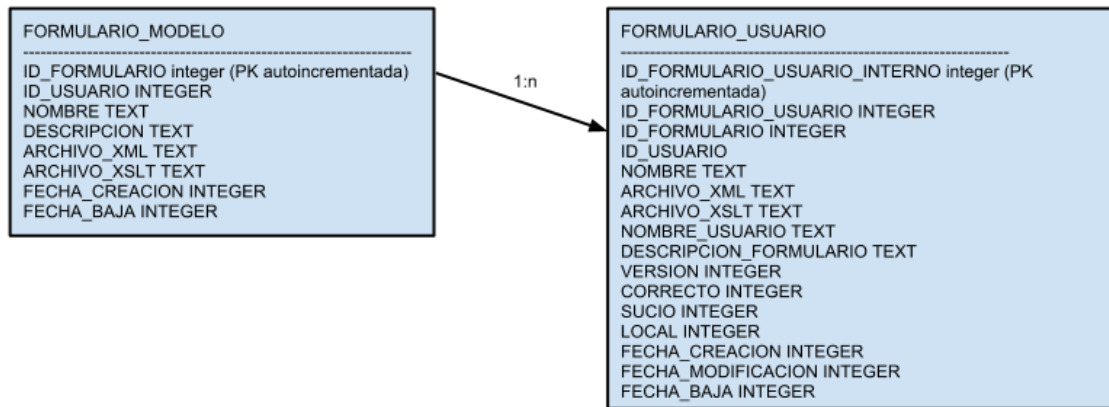 FORMULARIO_MODELO
--------------------------------------------------------------------
ID_FORMULARIO integer (PK autoincrementada)
ID_USUARIO INTEGER
NOMBRE TEXT
DESCRIPCION TEXT
ARCHIVO_XML TEXT
ARCHIVO_XSLT TEXT
FECHA_CREACION INTEGER
FECHA_BAJA INTEGER
1:n
FORMULARIO_USUARIO
--------------------------------------------------------------------
ID_FORMULARIO_USUARIO_INTERNO integer (PK
autoincrementada)
ID_FORMULARIO_USUARIO INTEGER
ID_FORMULARIO INTEGER
ID_USUARIO
NOMBRE TEXT
ARCHIVO_XML TEXT
ARCHIVO_XSLT TEXT
NOMBRE_USUARIO TEXT
DESCRIPCION_FORMULARIO TEXT
VERSION INTEGER
CORRECTO INTEGER
SUCIO INTEGER
LOCAL INTEGER
FECHA_CREACION INTEGER
FECHA_MODIFICACION INTEGER
FECHA_BAJA INTEGER